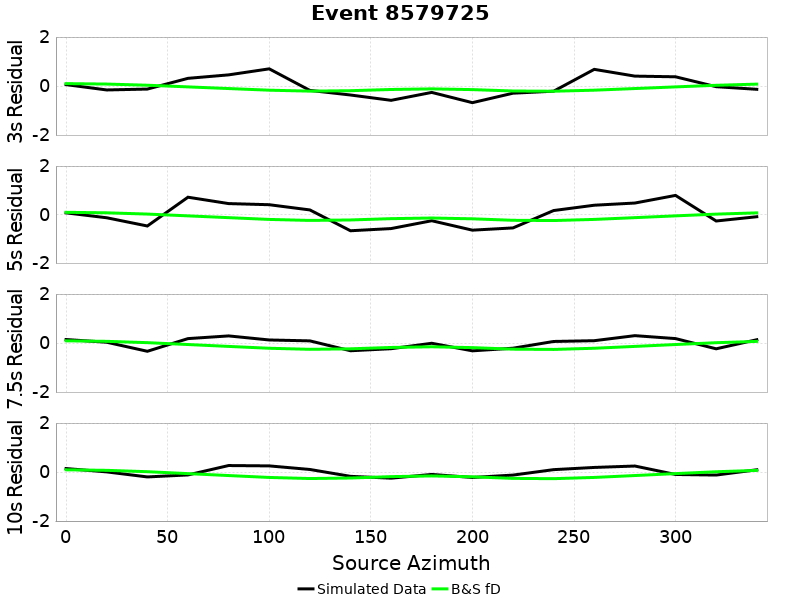 Event 8579725
3s Residual
2
0
-2
5s Residual
2
0
-2
7.5s Residual
2
0
-2
10s Residual
2
0
-2
0 50 100 150 200 250 300
Source Azimuth
Simulated Data B&S fD